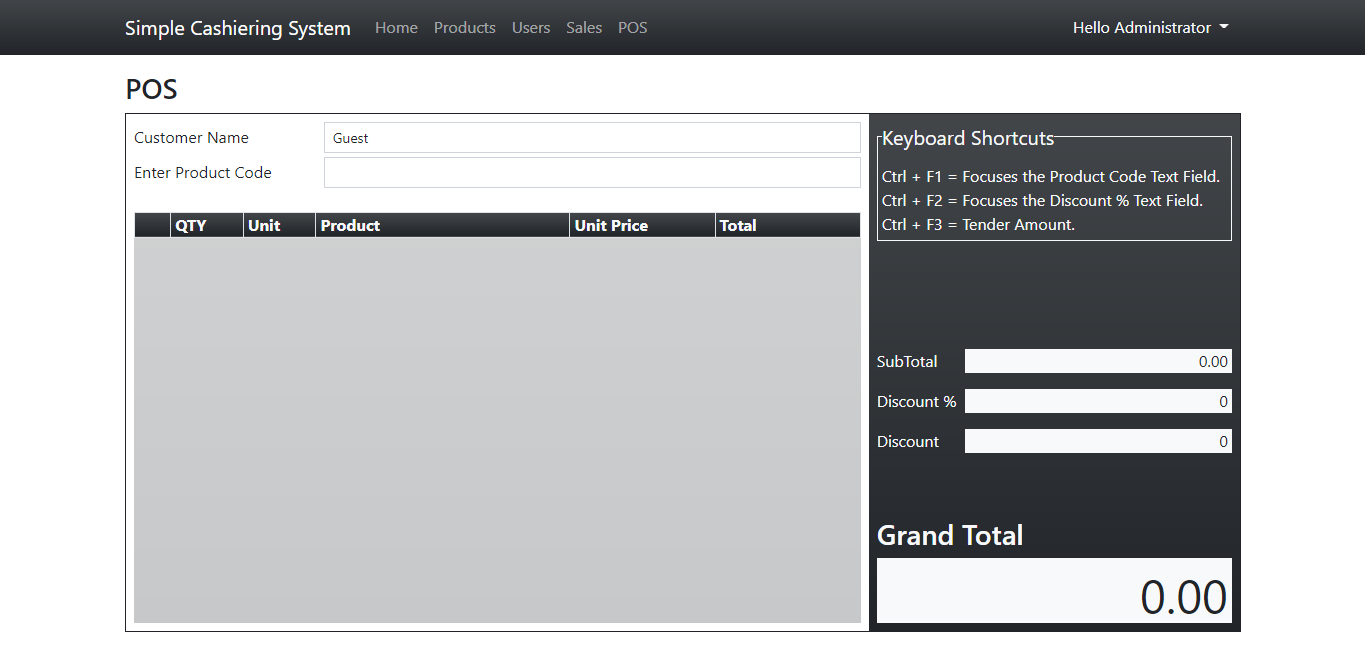 Simple Cashiering System Home Products Users Sales POS Hello Administrator
POS
Customer Name Guest
Enter Product Code
QTY Unit Product Unit Price Total
Keyboard Shortcuts
Ctrl + F1 = Focuses the Product Code Text Field.
Ctrl + F2 = Focuses the Discount % Text Field.
Ctrl + F3 = Tender Amount.
SubTotal 0.00
Discount % 0
Discount 0
Grand Total
0.00